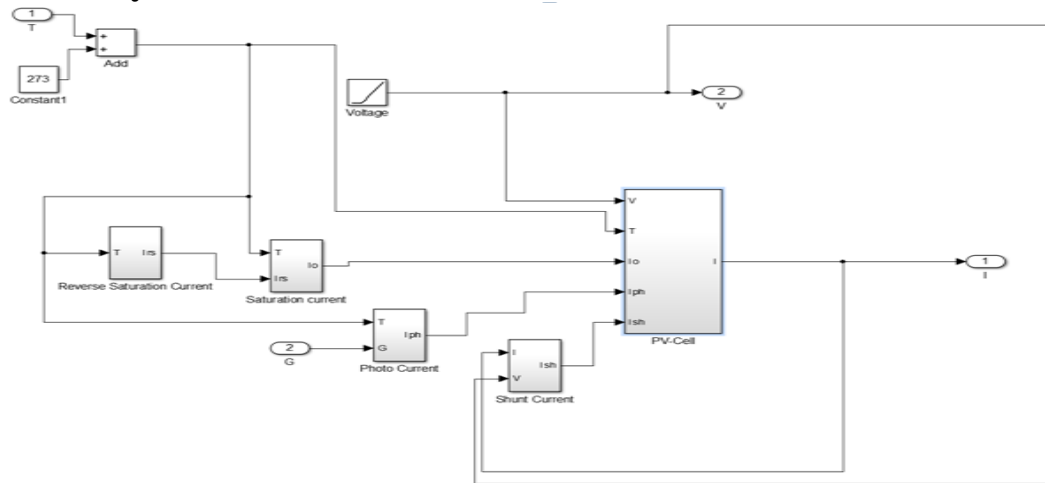 1
T
+
+
Add
273
Constant1
Voltage
2
V
V
T
Io
Iph
Ish
I
PV-Cell
1
I
T
Irs
Reverse Saturation Current
T
Irs
Io
Saturation current
2
G
T
G
Iph
Photo Current
I
V
Ish
Shunt Current